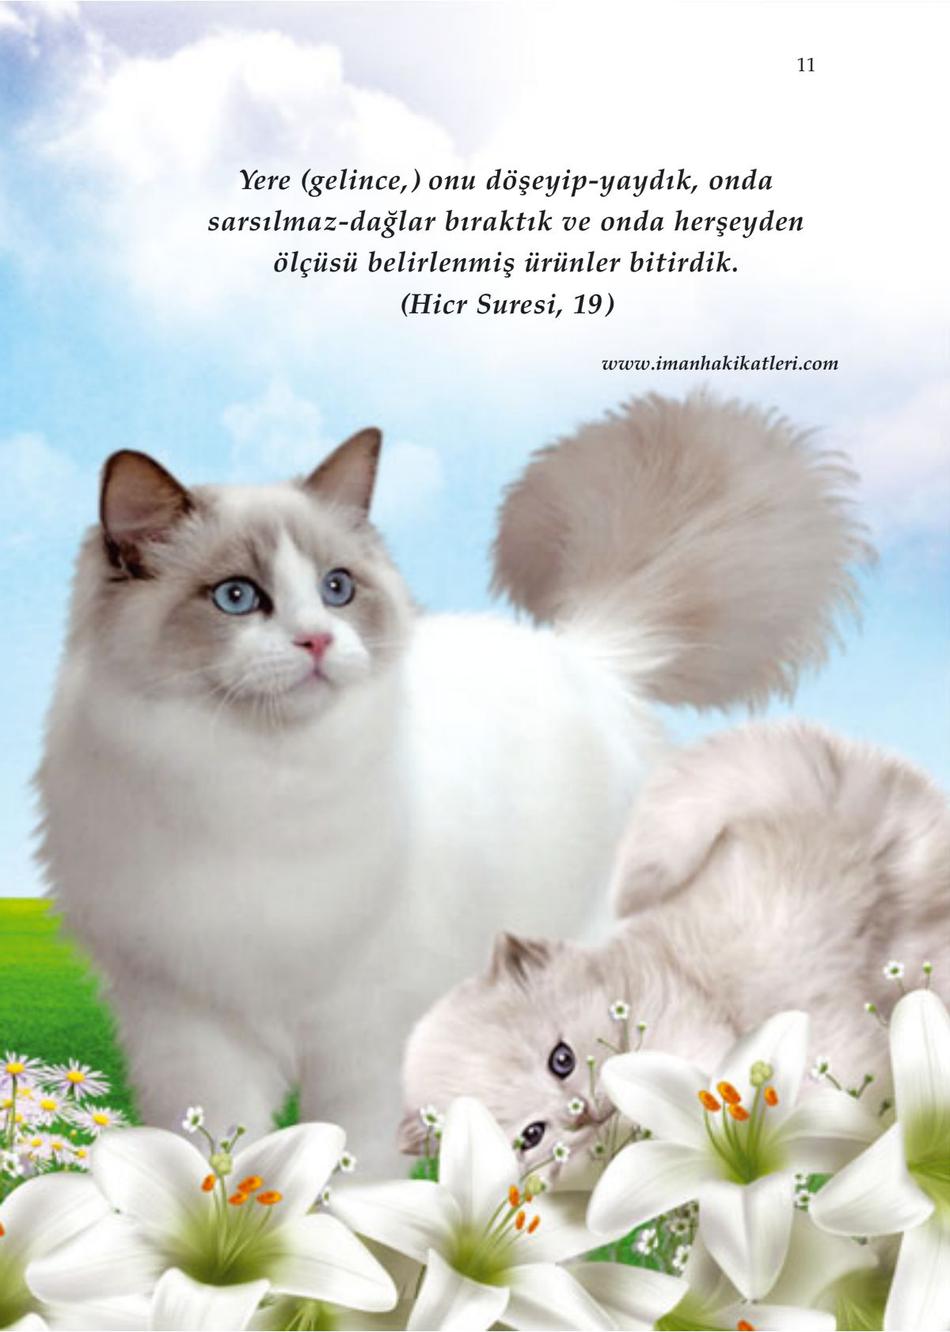 11
Yere (gelince,) onu döşeyip-yaydık, onda
sarsılmaz-dağlar bıraktık ve onda herşeyden
ölçüsü belirlenmiş ürünler bitirdik.
(Hicr Suresi, 19)
www.imanhakikatleri.com